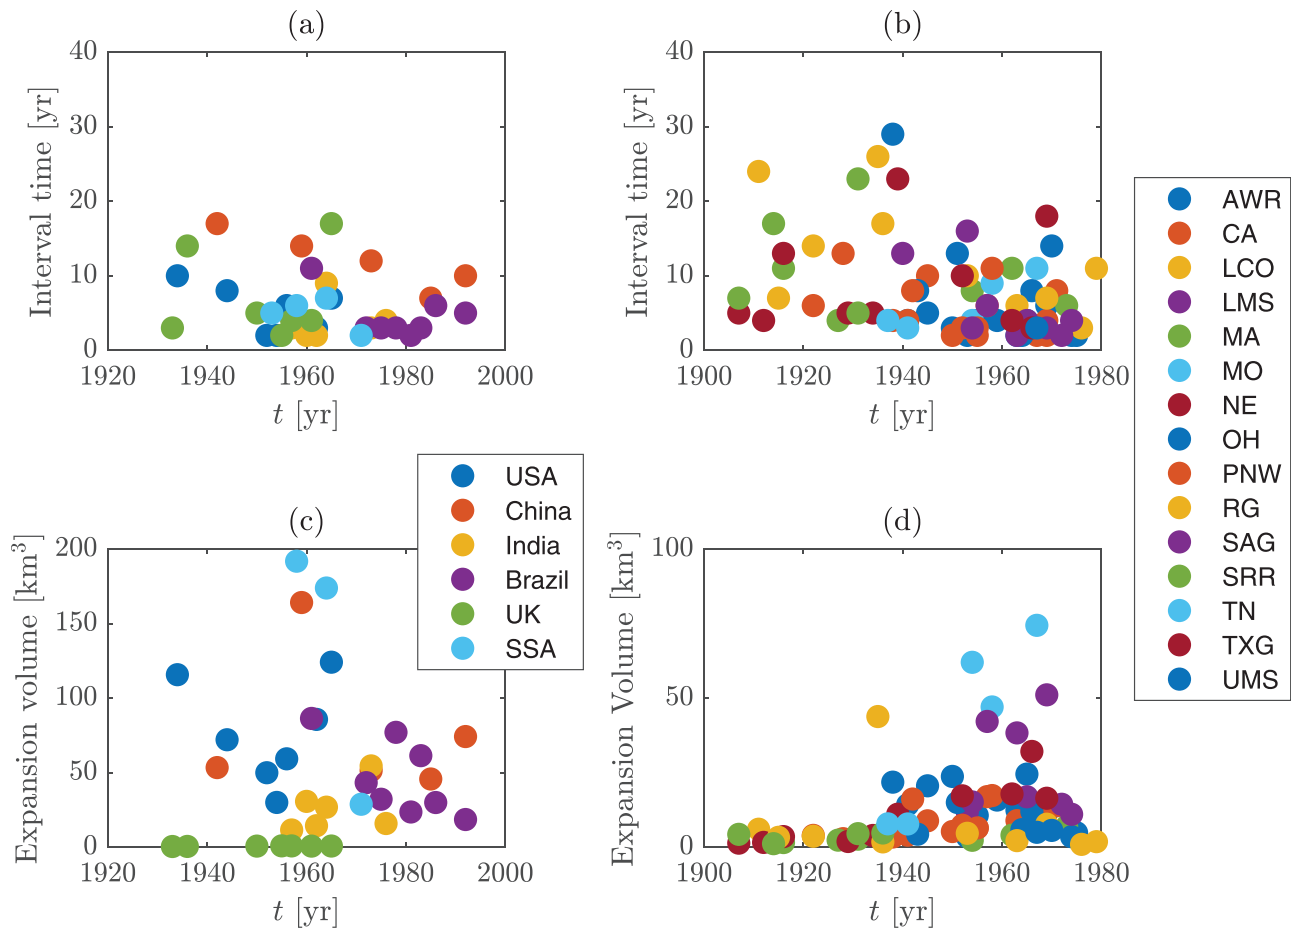 (a)
40
30
20
10
0
1920 1940 1960 1980 2000
Interval time [yr]
t [yr]
(b)
40
30
20
10
0
1900 1920 1940 1960 1980
Interval time [yr]
t [yr]
AWR
CA
LCO
LMS
MA
MO
NE
OH
PNW
RG
SAG
SRR
TN
TXG
UMS
USA
China
India
Brazil
UK
SSA
(c)
200
150
100
50
0
1920 1940 1960 1980 2000
Expansion volume [km³]
t [yr]
(d)
100
50
0
1900 1920 1940 1960 1980
Expansion Volume [km³]
t [yr]